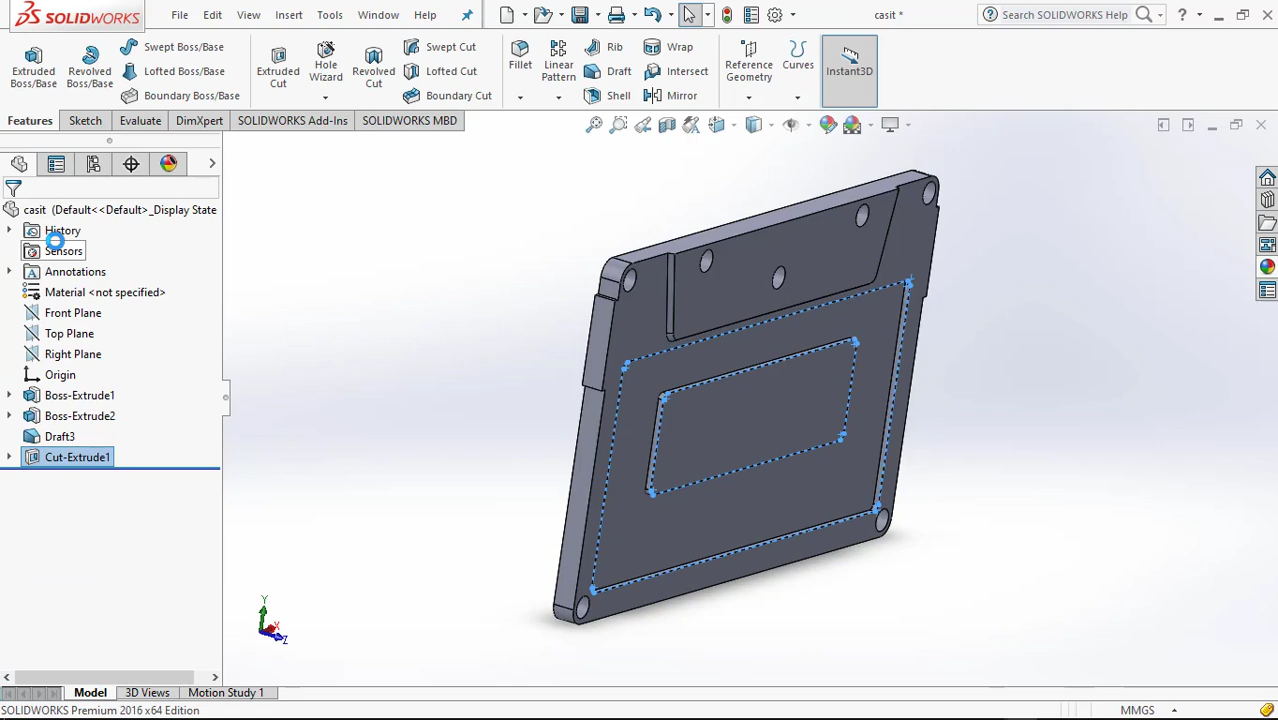 SOLIDWORKS File Edit View Insert Tools Window Help casit * Search SOLIDWORKS Help ?
Extruded Boss/Base
Revolved Boss/Base
Swept Boss/Base
Lofted Boss/Base
Boundary Boss/Base
Extruded Cut
Hole Wizard
Revolved Cut
Swept Cut
Lofted Cut
Boundary Cut
Fillet
Linear Pattern
Rib
Draft
Shell
Wrap
Intersect
Mirror
Reference Geometry
Curves
Instant3D
Features Sketch Evaluate DimXpert SOLIDWORKS Add-Ins SOLIDWORKS MBD
casit (Default<<Default>_Display State
History
Sensors
Annotations
Material <not specified>
Front Plane
Top Plane
Right Plane
Origin
Boss-Extrude1
Boss-Extrude2
Draft3
Cut-Extrude1
Y
X
Z
Model 3D Views Motion Study 1
SOLIDWORKS Premium 2016 x64 Edition MMGS